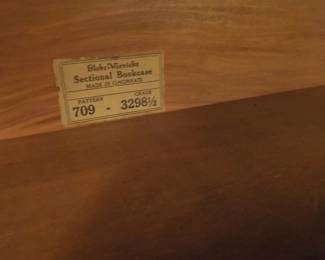 Globe-Wernicke
Sectional Bookcase
MADE IN CINCINNATI
PATTERN GRADE
709 - 3298½